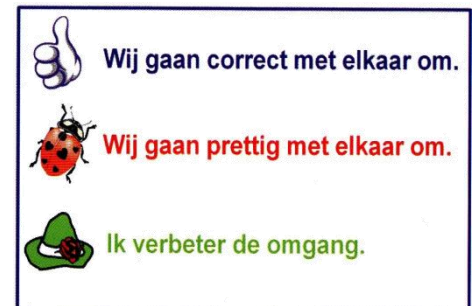 Wij gaan correct met elkaar om.
Wij gaan prettig met elkaar om.
Ik verbeter de omgang.